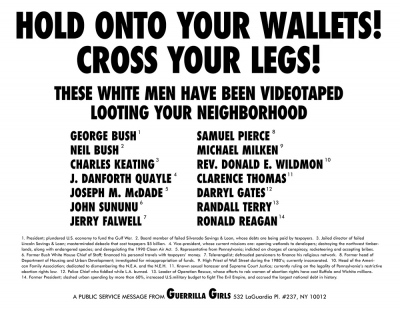 HOLD ONTO YOUR WALLETS!
CROSS YOUR LEGS!
THESE WHITE MEN HAVE BEEN VIDEOTAPED
LOOTING YOUR NEIGHBORHOOD
GEORGE BUSH 1
NEIL BUSH 2
CHARLES KEATING 3
J. DANFORTH QUAYLE 4
JOSEPH M. McDADE 5
JOHN SUNUNU 6
JERRY FALWELL 7
SAMUEL PIERCE 8
MICHAEL MILKEN 9
REV. DONALD E. WILDMON 10
CLARENCE THOMAS 11
DARRYL GATES 12
RANDALL TERRY 13
RONALD REAGAN 14
1. President; plundered U.S. economy to fund the Gulf War. 2. Board member of failed Silverado Savings & Loan, whose debts are being paid by taxpayers. 3. Jailed director of failed
Lincoln Savings & Loan; masterminded debacle that cost taxpayers $4 billion. 4. Vice president, whose current missions are: opening wetlands to developers; destroying the northwest timber-
lands, along with endangered species; and deregulating the 1990 Clean Air Act. 5. Representative from Pennsylvania; indicted on charges of conspiracy, racketeering and accepting bribes.
6. Former Bush White House Chief of Staff; financed his personal travels with taxpayers' money. 7. Televangelist; defrauded pensioners to finance his religious network. 8. Former head of
Department of Housing and Urban Development; investigated for misappropriation of funds. 9. High Priest of Wall Street during the 1980's; currently incarcerated. 10. Head of the Ameri-
can Family Association; dedicated to dismembering the N.E.A. and the N.E.H. 11. Known sexual harasser and Supreme Court Justice; currently ruling on the legality of Pennsylvania's restrictive
abortion rights law. 12. Police Chief who fiddled while L.A. burned. 13. Leader of Operation Rescue, whose efforts to rob women of abortion rights have cost Buffalo and Wichita millions.
14. Former President; slashed urban spending by more than 60%, increased U.S. military budget to fight The Evil Empire, and accrued the largest national debt in history.
A PUBLIC SERVICE MESSAGE FROM GUERRILLA GIRLS 532 LaGUARDIA Pl. #237, NY 10012